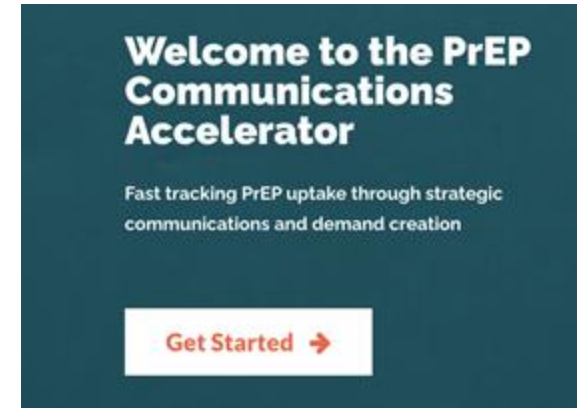 Welcome to the PrEP
Communications
Accelerator
Fast tracking PrEP uptake through strategic
communications and demand creation
Get Started